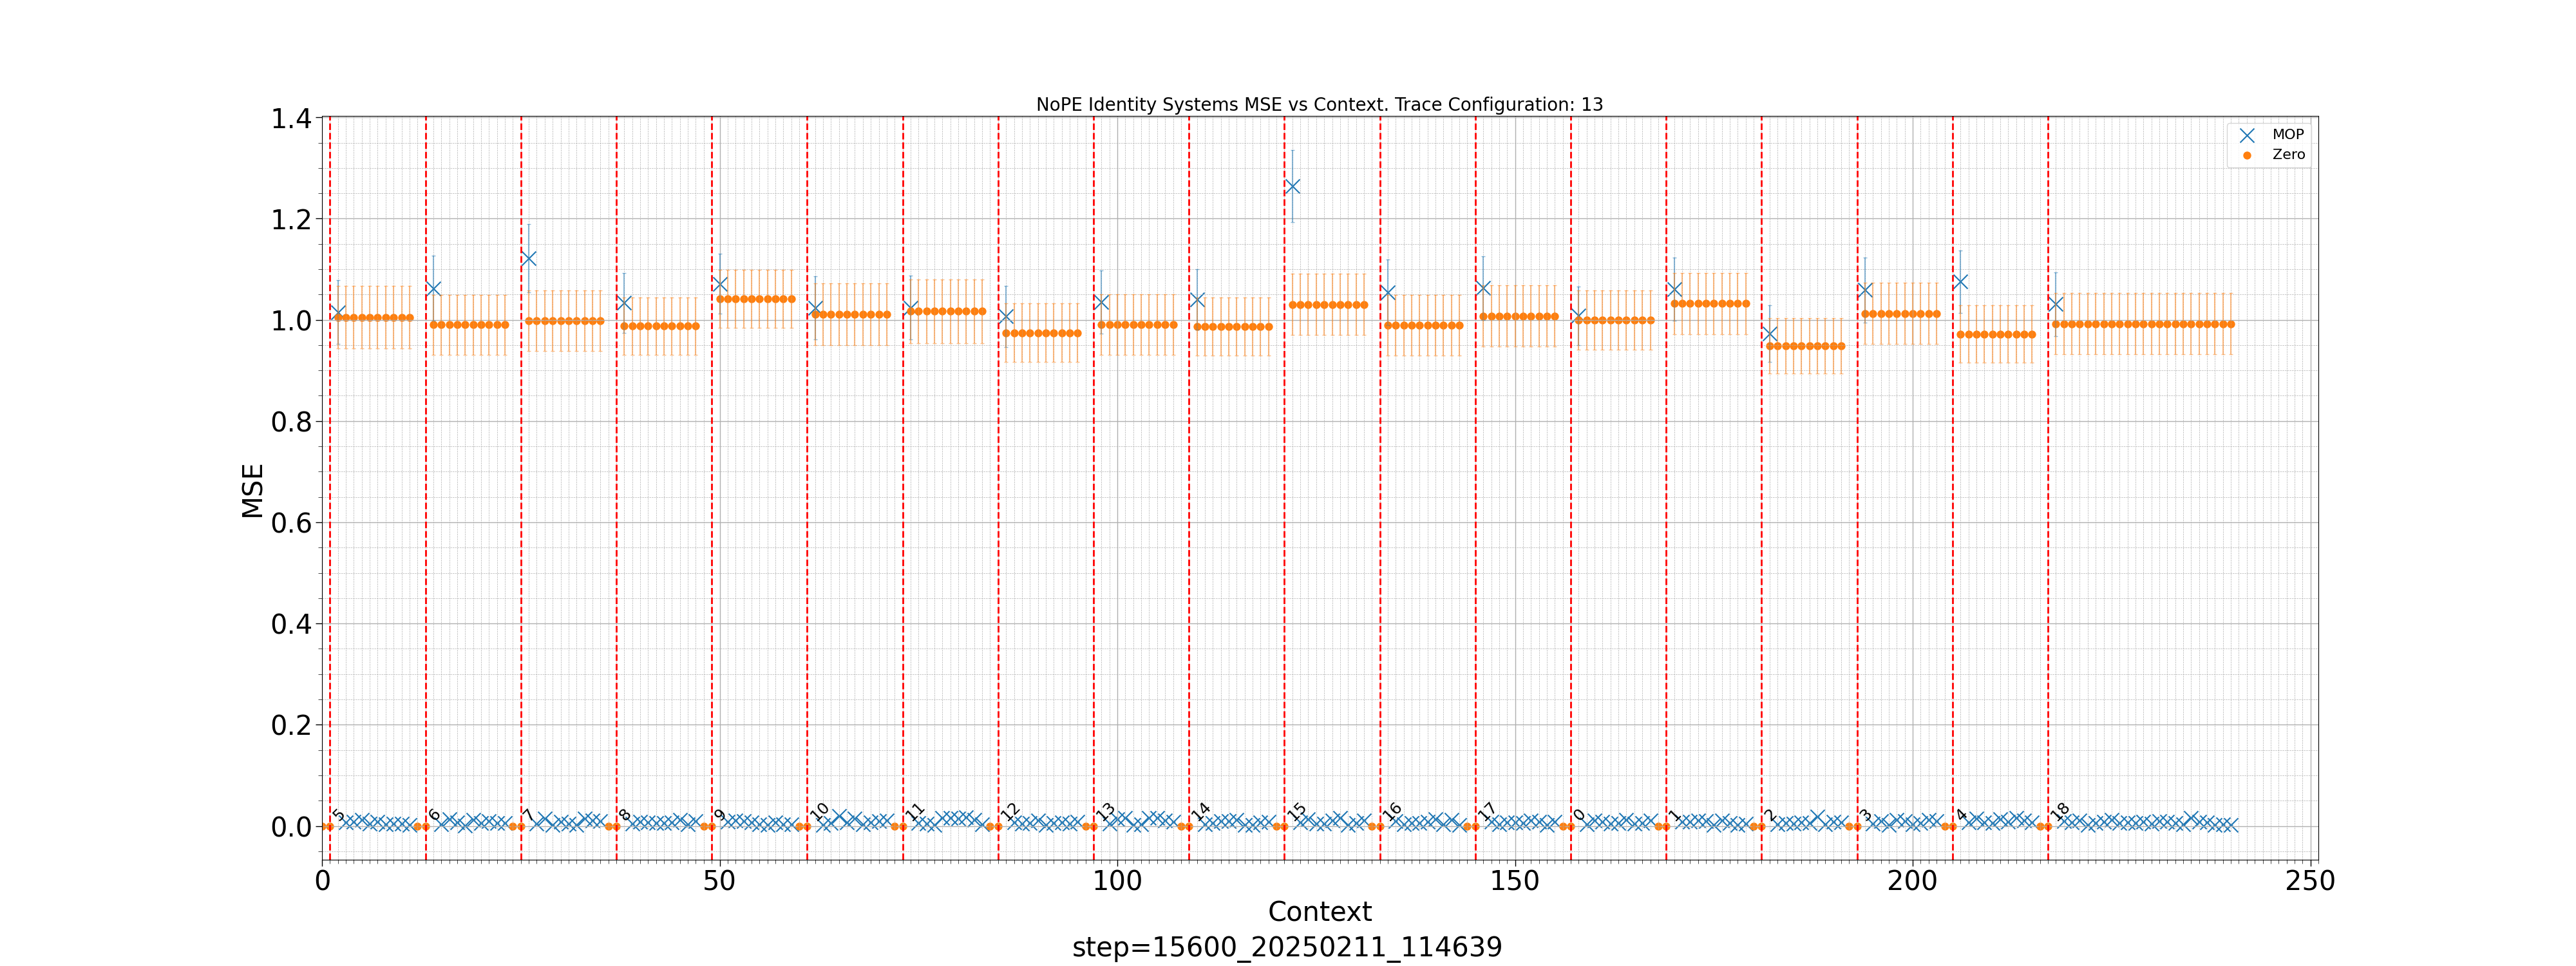 NoPE Identity Systems MSE vs Context. Trace Configuration: 13
MOP
Zero
MSE
1.4
1.2
1.0
0.8
0.6
0.4
0.2
0.0
5 6 7 8 9 10 11 12 13 14 15 16 17 0 1 2 3 4 18
0 50 100 150 200 250
Context
step=15600_20250211_114639